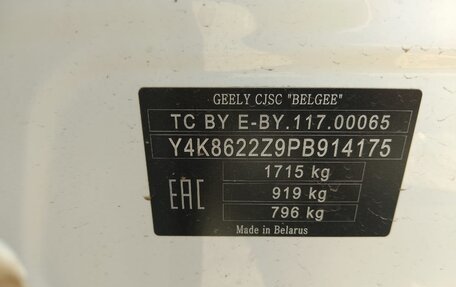 GEELY CJSC "BELGEE"
TC BY E-BY.117.00065
Y4K8622Z9PB914175
1715 kg
EAC 919 kg
796 kg
Made in Belarus